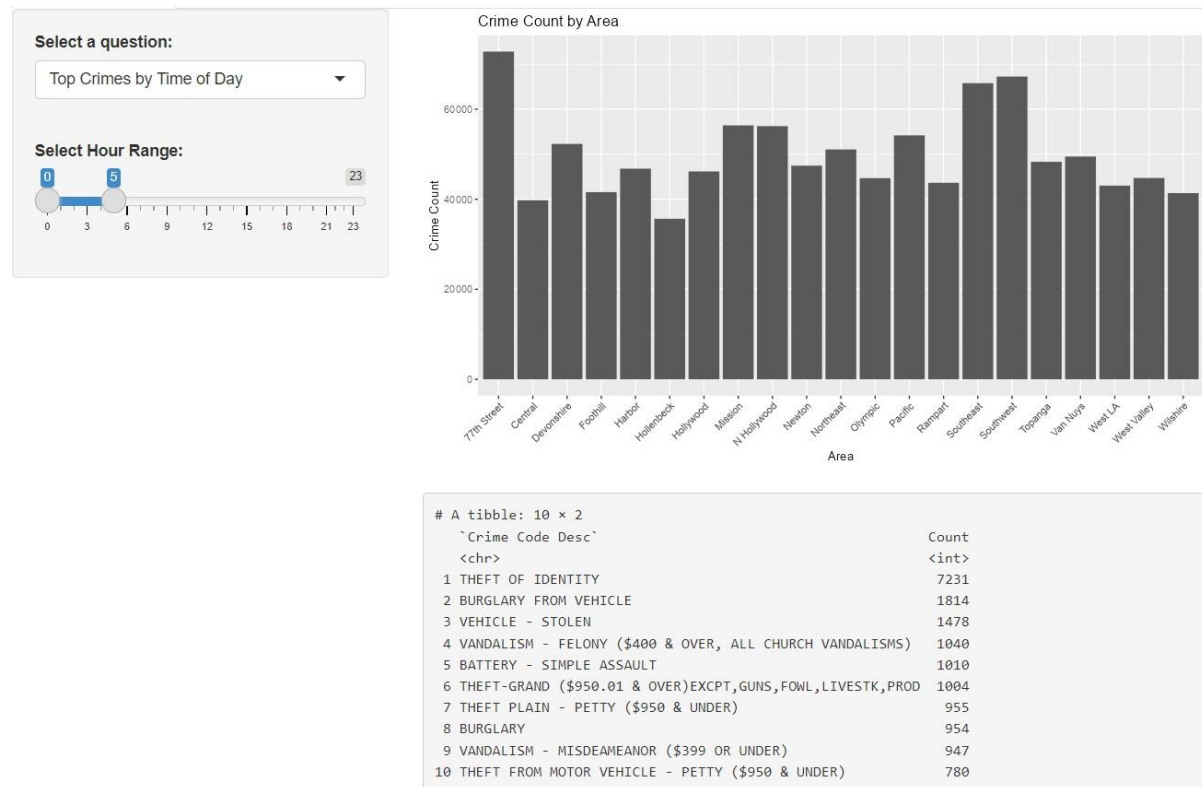 Select a question:
Top Crimes by Time of Day
Select Hour Range:
0 5 23
0 3 6 9 12 15 18 21 23
Crime Count by Area
Crime Count
60000
40000
20000
0
77th Street Central Devonshire Foothill Harbor Hollenbeck Hollywood Mission N Hollywood Newton Northeast Olympic Pacific Rampart Southeast Southwest Topanga Van Nuys West LA West Valley Wilshire
Area
# A tibble: 10 × 2
`Crime Code Desc` Count
<chr> <int>
1 THEFT OF IDENTITY 7231
2 BURGLARY FROM VEHICLE 1814
3 VEHICLE - STOLEN 1478
4 VANDALISM - FELONY ($400 & OVER, ALL CHURCH VANDALISMS) 1040
5 BATTERY - SIMPLE ASSAULT 1010
6 THEFT-GRAND ($950.01 & OVER)EXCPT,GUNS,FOWL,LIVESTK,PROD 1004
7 THEFT PLAIN - PETTY ($950 & UNDER) 955
8 BURGLARY 954
9 VANDALISM - MISDEAMEANOR ($399 OR UNDER) 947
10 THEFT FROM MOTOR VEHICLE - PETTY ($950 & UNDER) 780